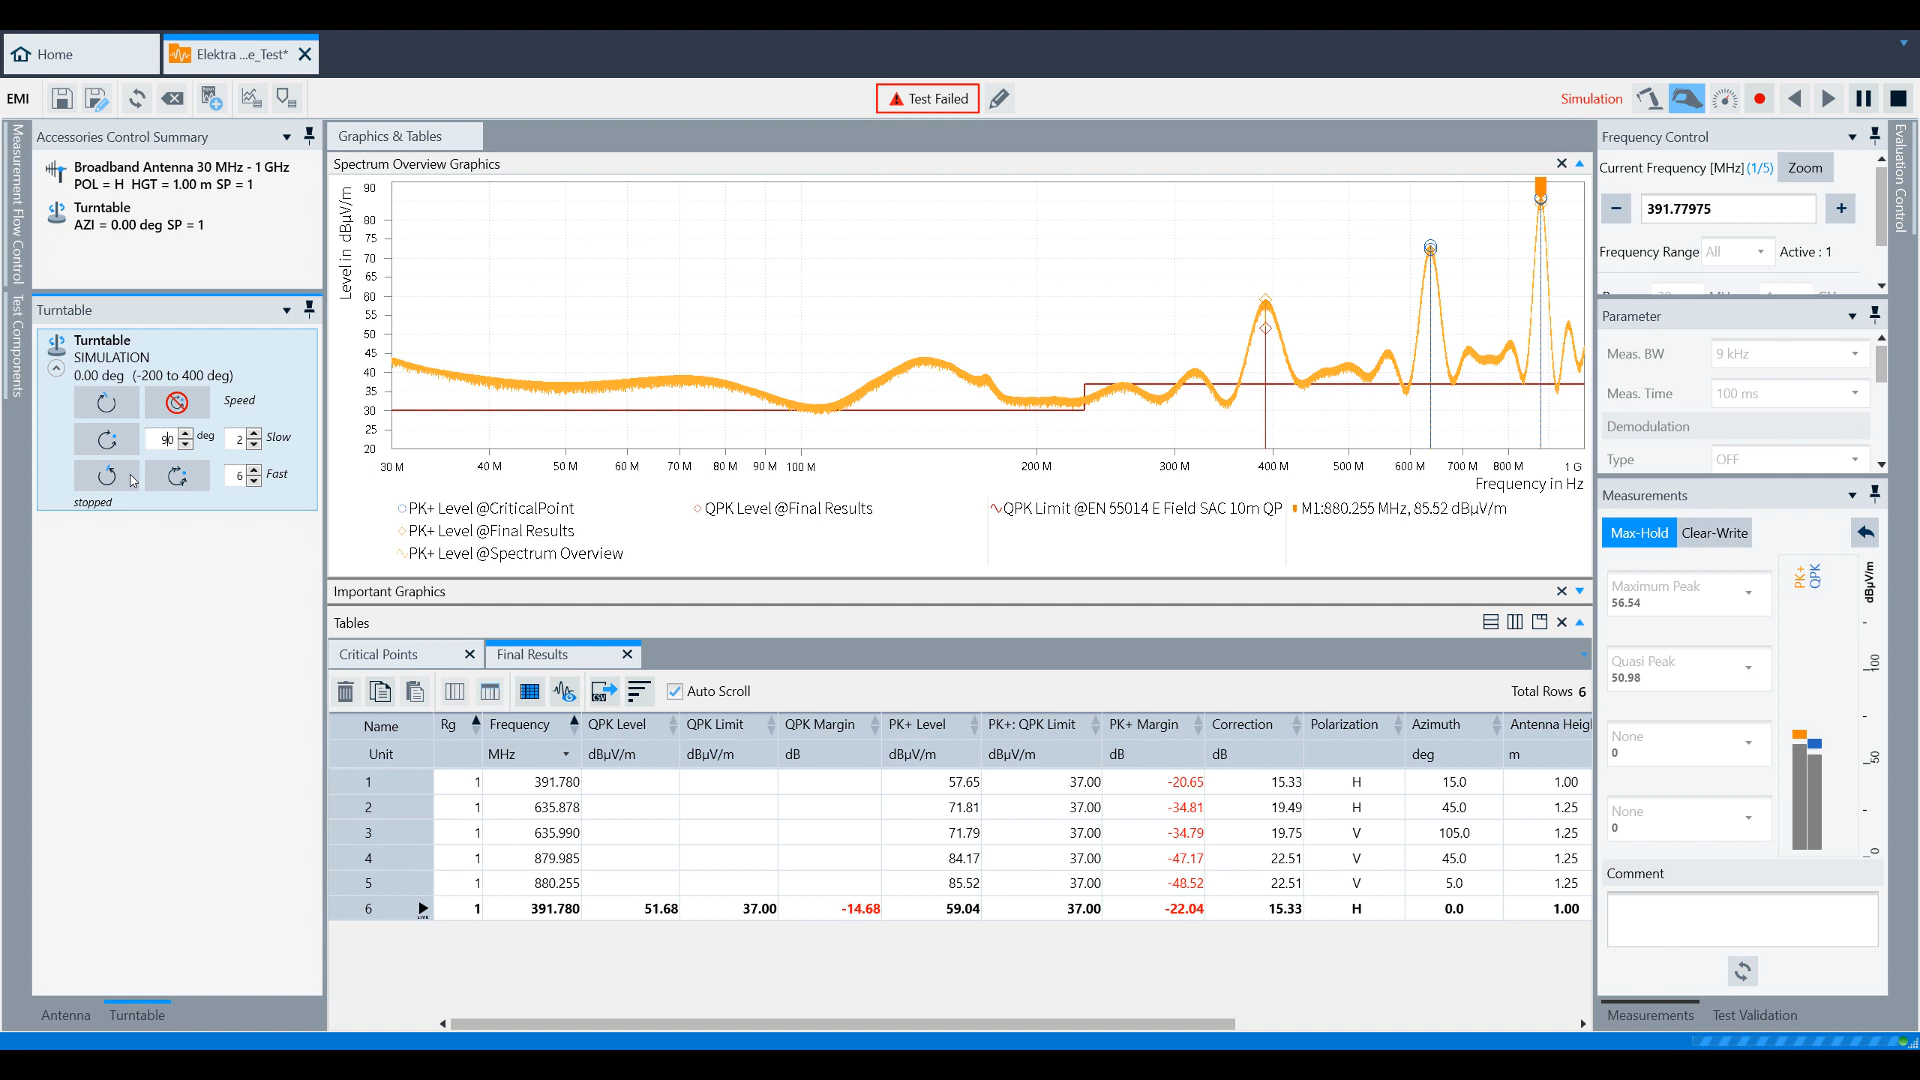 Home
Elektra ...e_Test*
EMI
Test Failed
Simulation
Measurement Flow Control
Test Components
Accessories Control Summary
Broadband Antenna 30 MHz - 1 GHz
POL = H HGT = 1.00 m SP = 1
Turntable
AZI = 0.00 deg SP = 1
Turntable
Turntable
SIMULATION
0.00 deg (-200 to 400 deg)
Speed
90 deg 2 Slow
6 Fast
stopped
Antenna Turntable
Graphics & Tables
Spectrum Overview Graphics
Level in dBµV/m
90
80
75
70
65
60
55
50
45
40
35
30
25
20
30 M 40 M 50 M 60 M 70 M 80 M 90 M 100 M 200 M 300 M 400 M 500 M 600 M 800 M 1 G
Frequency in Hz
PK+ Level @CriticalPoint QPK Level @Final Results QPK Limit @EN 55014 E Field SAC 10m QP M1:880.255 MHz, 85.52 dBµV/m
PK+ Level @Final Results
PK+ Level @Spectrum Overview
Important Graphics
Tables
Critical Points Final Results
CSV Auto Scroll Total Rows 6
Name Rg Frequency QPK Level QPK Limit QPK Margin PK+ Level PK+: QPK Limit PK+ Margin Correction Polarization Azimuth Antenna Heig
Unit MHz dBµV/m dBµV/m dB dBµV/m dBµV/m dB dB deg m
1 1 391.780 57.65 37.00 -20.65 15.33 H 15.0 1.00
2 1 635.878 71.81 37.00 -34.81 19.49 H 45.0 1.25
3 1 635.990 71.79 37.00 -34.79 19.75 V 105.0 1.25
4 1 879.985 84.17 37.00 -47.17 22.51 V 45.0 1.25
5 1 880.255 85.52 37.00 -48.52 22.51 V 5.0 1.25
6 1 391.780 51.68 37.00 -14.68 59.04 37.00 -22.04 15.33 H 0.0 1.00
Frequency Control
Current Frequency [MHz] (1/5) Zoom
391.77975
Frequency Range All Active : 1
Parameter
Meas. BW 9 kHz
Meas. Time 100 ms
Demodulation
Type OFF
Measurements
Max-Hold Clear-Write
Maximum Peak
56.54
Quasi Peak
50.98
None
0
None
0
PK+
QPK
dBµV/m
100
50
0
Comment
Measurements Test Validation
Evaluation Control